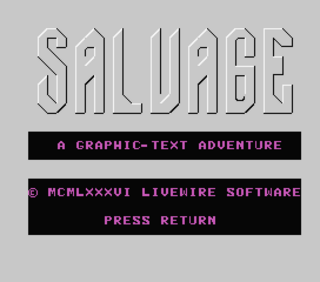 SALVAGE
A GRAPHIC-TEXT ADVENTURE
© MCMLXXXVI LIVEWIRE SOFTWARE
PRESS RETURN